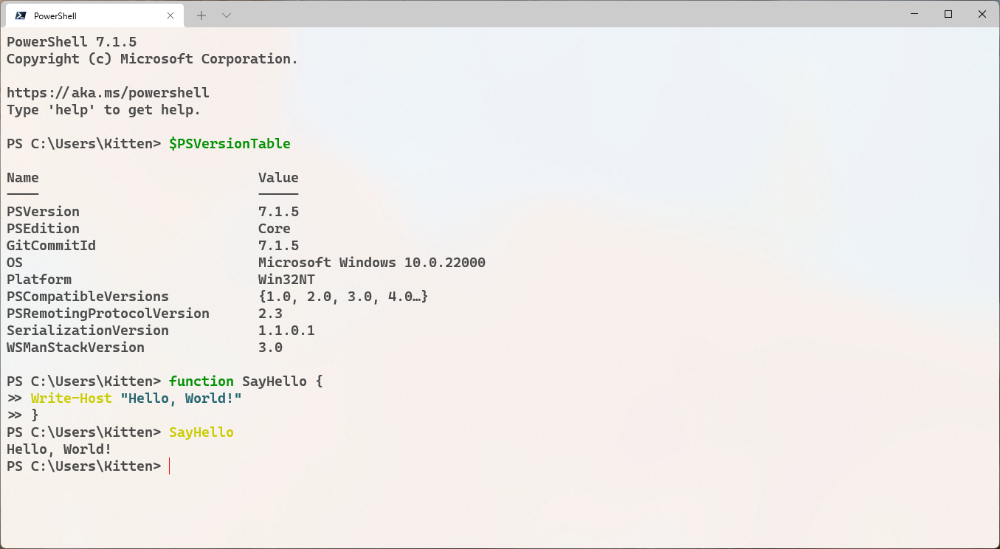 PowerShell
PowerShell 7.1.5
Copyright (c) Microsoft Corporation.
https://aka.ms/powershell
Type 'help' to get help.
PS C:\Users\Kitten> $PSVersionTable
Name                           Value
----                           -----
PSVersion                      7.1.5
PSEdition                      Core
GitCommitId                    7.1.5
OS                             Microsoft Windows 10.0.22000
Platform                       Win32NT
PSCompatibleVersions           {1.0, 2.0, 3.0, 4.0…}
PSRemotingProtocolVersion      2.3
SerializationVersion           1.1.0.1
WSManStackVersion              3.0
PS C:\Users\Kitten> function SayHello {
>> Write-Host "Hello, World!"
>> }
PS C:\Users\Kitten> SayHello
Hello, World!
PS C:\Users\Kitten>